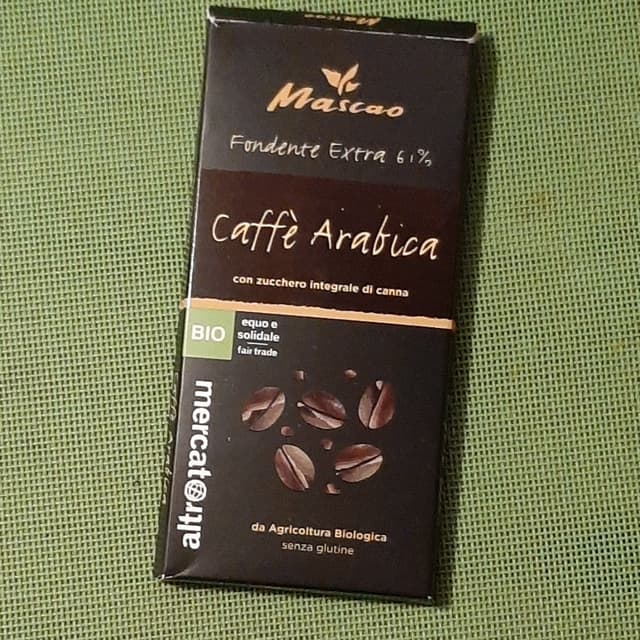 Mascao
Mascao
Fondente Extra 61%
Caffè Arabica
con zucchero integrale di canna
BIO
equo e
solidale
fair trade
altromercato
da Agricoltura Biologica
senza glutine